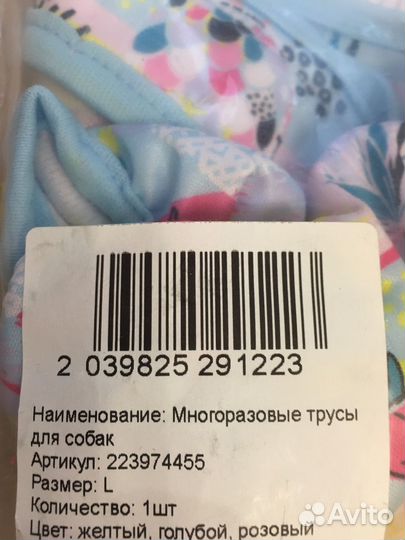 2 039825 291223
Наименование: Многоразовые трусы
для собак
Артикул: 223974455
Размер: L
Количество: 1шт
Цвет: желтый, голубой, розовый
Avito